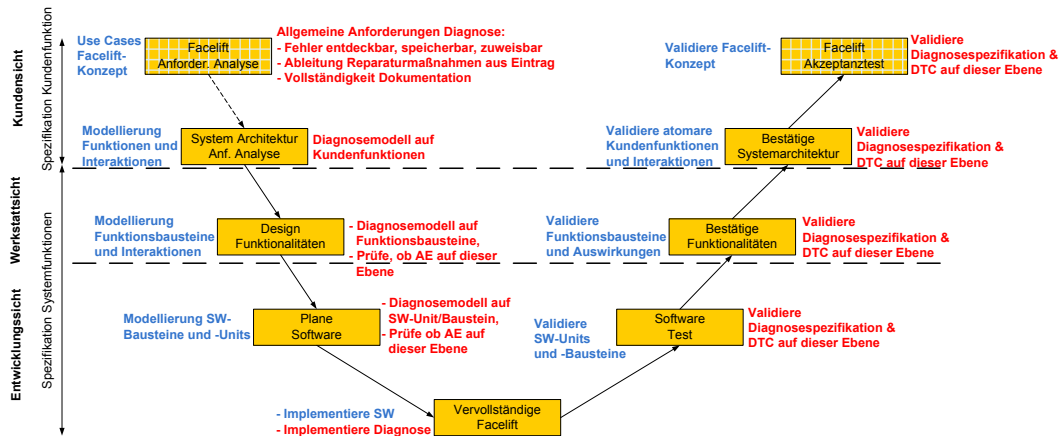 Kundensicht
Spezifikation Kundenfunktion
Use Cases
Facelift-
Konzept
Facelift
Anforder. Analyse
Allgemeine Anforderungen Diagnose:
- Fehler entdeckbar, speicherbar, zuweisbar
- Ableitung Reparaturmaßnahmen aus Eintrag
- Vollständigkeit Dokumentation
Validiere Facelift-
Konzept
Facelift
Akzeptanztest
Validiere
Diagnosespezifikation &
DTC auf dieser Ebene
Modellierung
Funktionen und
Interaktionen
System Architektur
Anf. Analyse
Diagnosemodell auf
Kundenfunktionen
Validiere atomare
Kundenfunktionen
und Interaktionen
Bestätige
Systemarchitektur
Validiere
Diagnosespezifikation &
DTC auf dieser Ebene
Werkstattsicht
Spezifikation Systemfunktionen
Modellierung
Funktionsbausteine
und Interaktionen
Design
Funktionalitäten
- Diagnosemodell auf
Funktionsbausteine,
- Prüfe, ob AE auf dieser
Ebene
Validiere
Funktionsbausteine
und Auswirkungen
Bestätige
Funktionalitäten
Validiere
Diagnosespezifikation &
DTC auf dieser Ebene
Entwicklungssicht
Modellierung SW-
Bausteine und -Units
Plane
Software
- Diagnosemodell auf
SW-Unit/Baustein,
- Prüfe ob AE auf
dieser Ebene
Validiere
SW-Units
und -Bausteine
Software
Test
Validiere
Diagnosespezifikation &
DTC auf dieser Ebene
- Implementiere SW
- Implementiere Diagnose
Vervollständige
Facelift